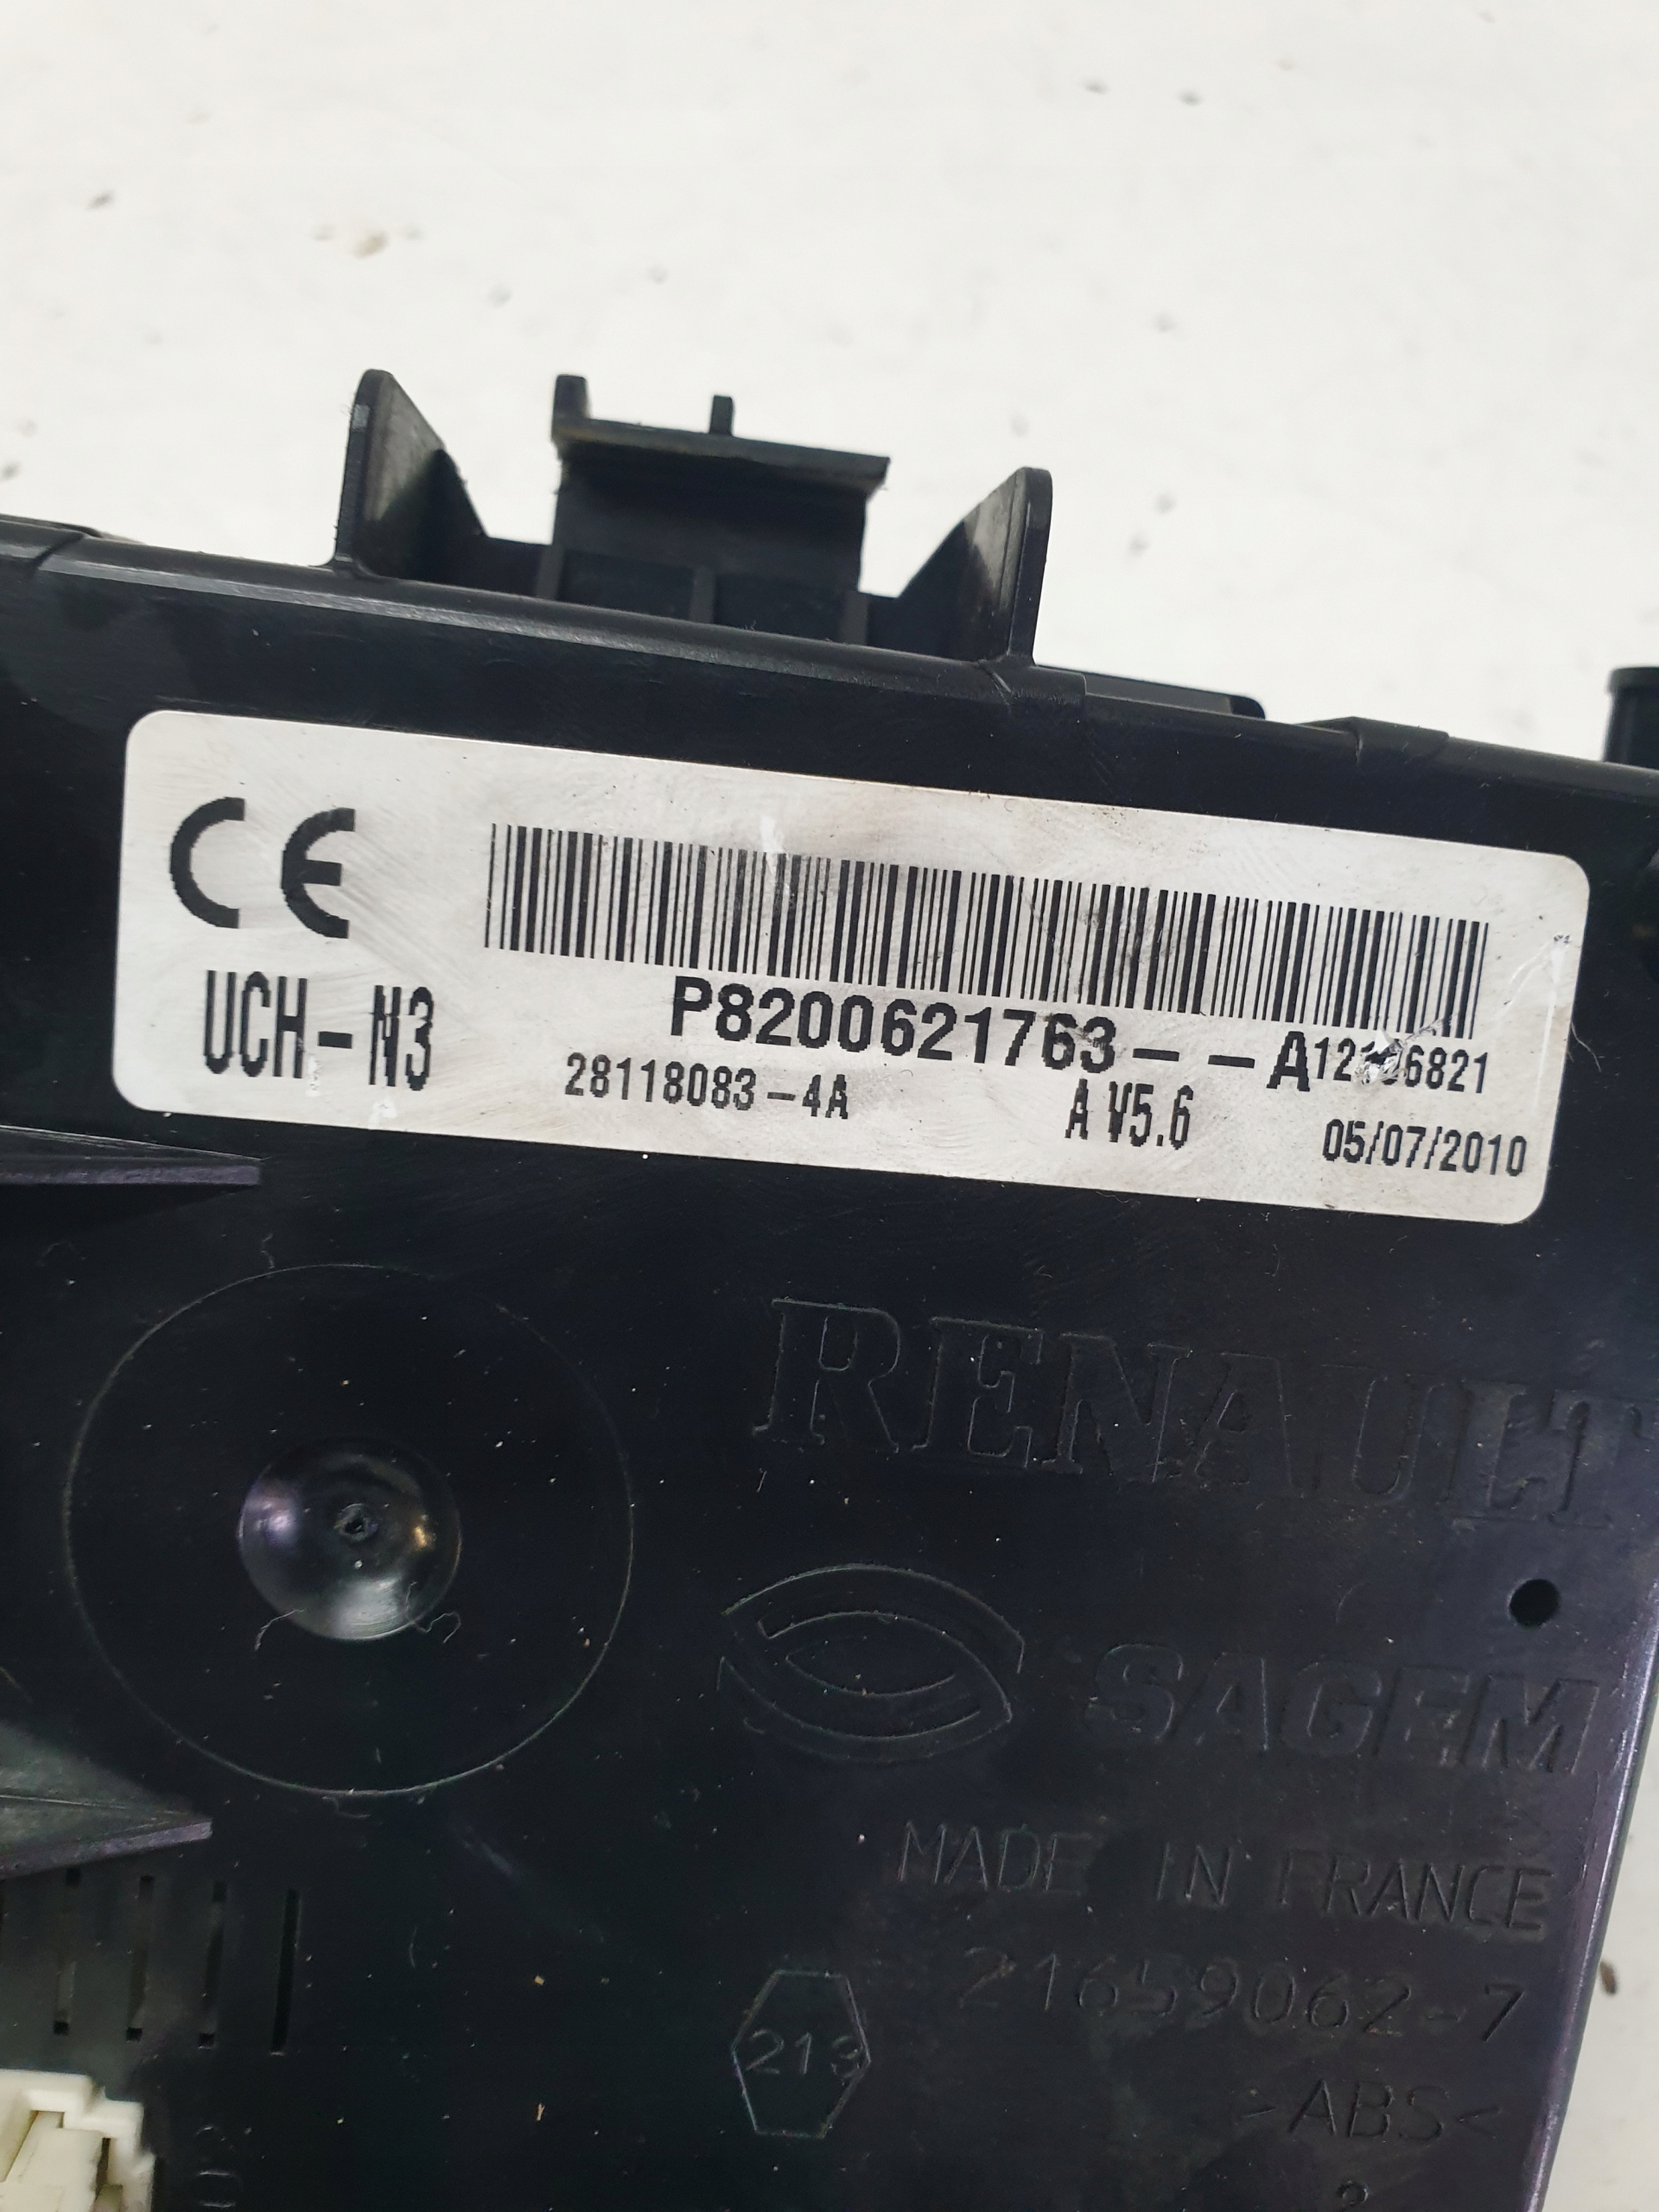 CE
UCH-N3
P8200621763--A
28118083-4A
A V5.6
05/07/2010
RENAULT
SAGEM
MADE IN FRANCE
21659062-7
213
>ABS<